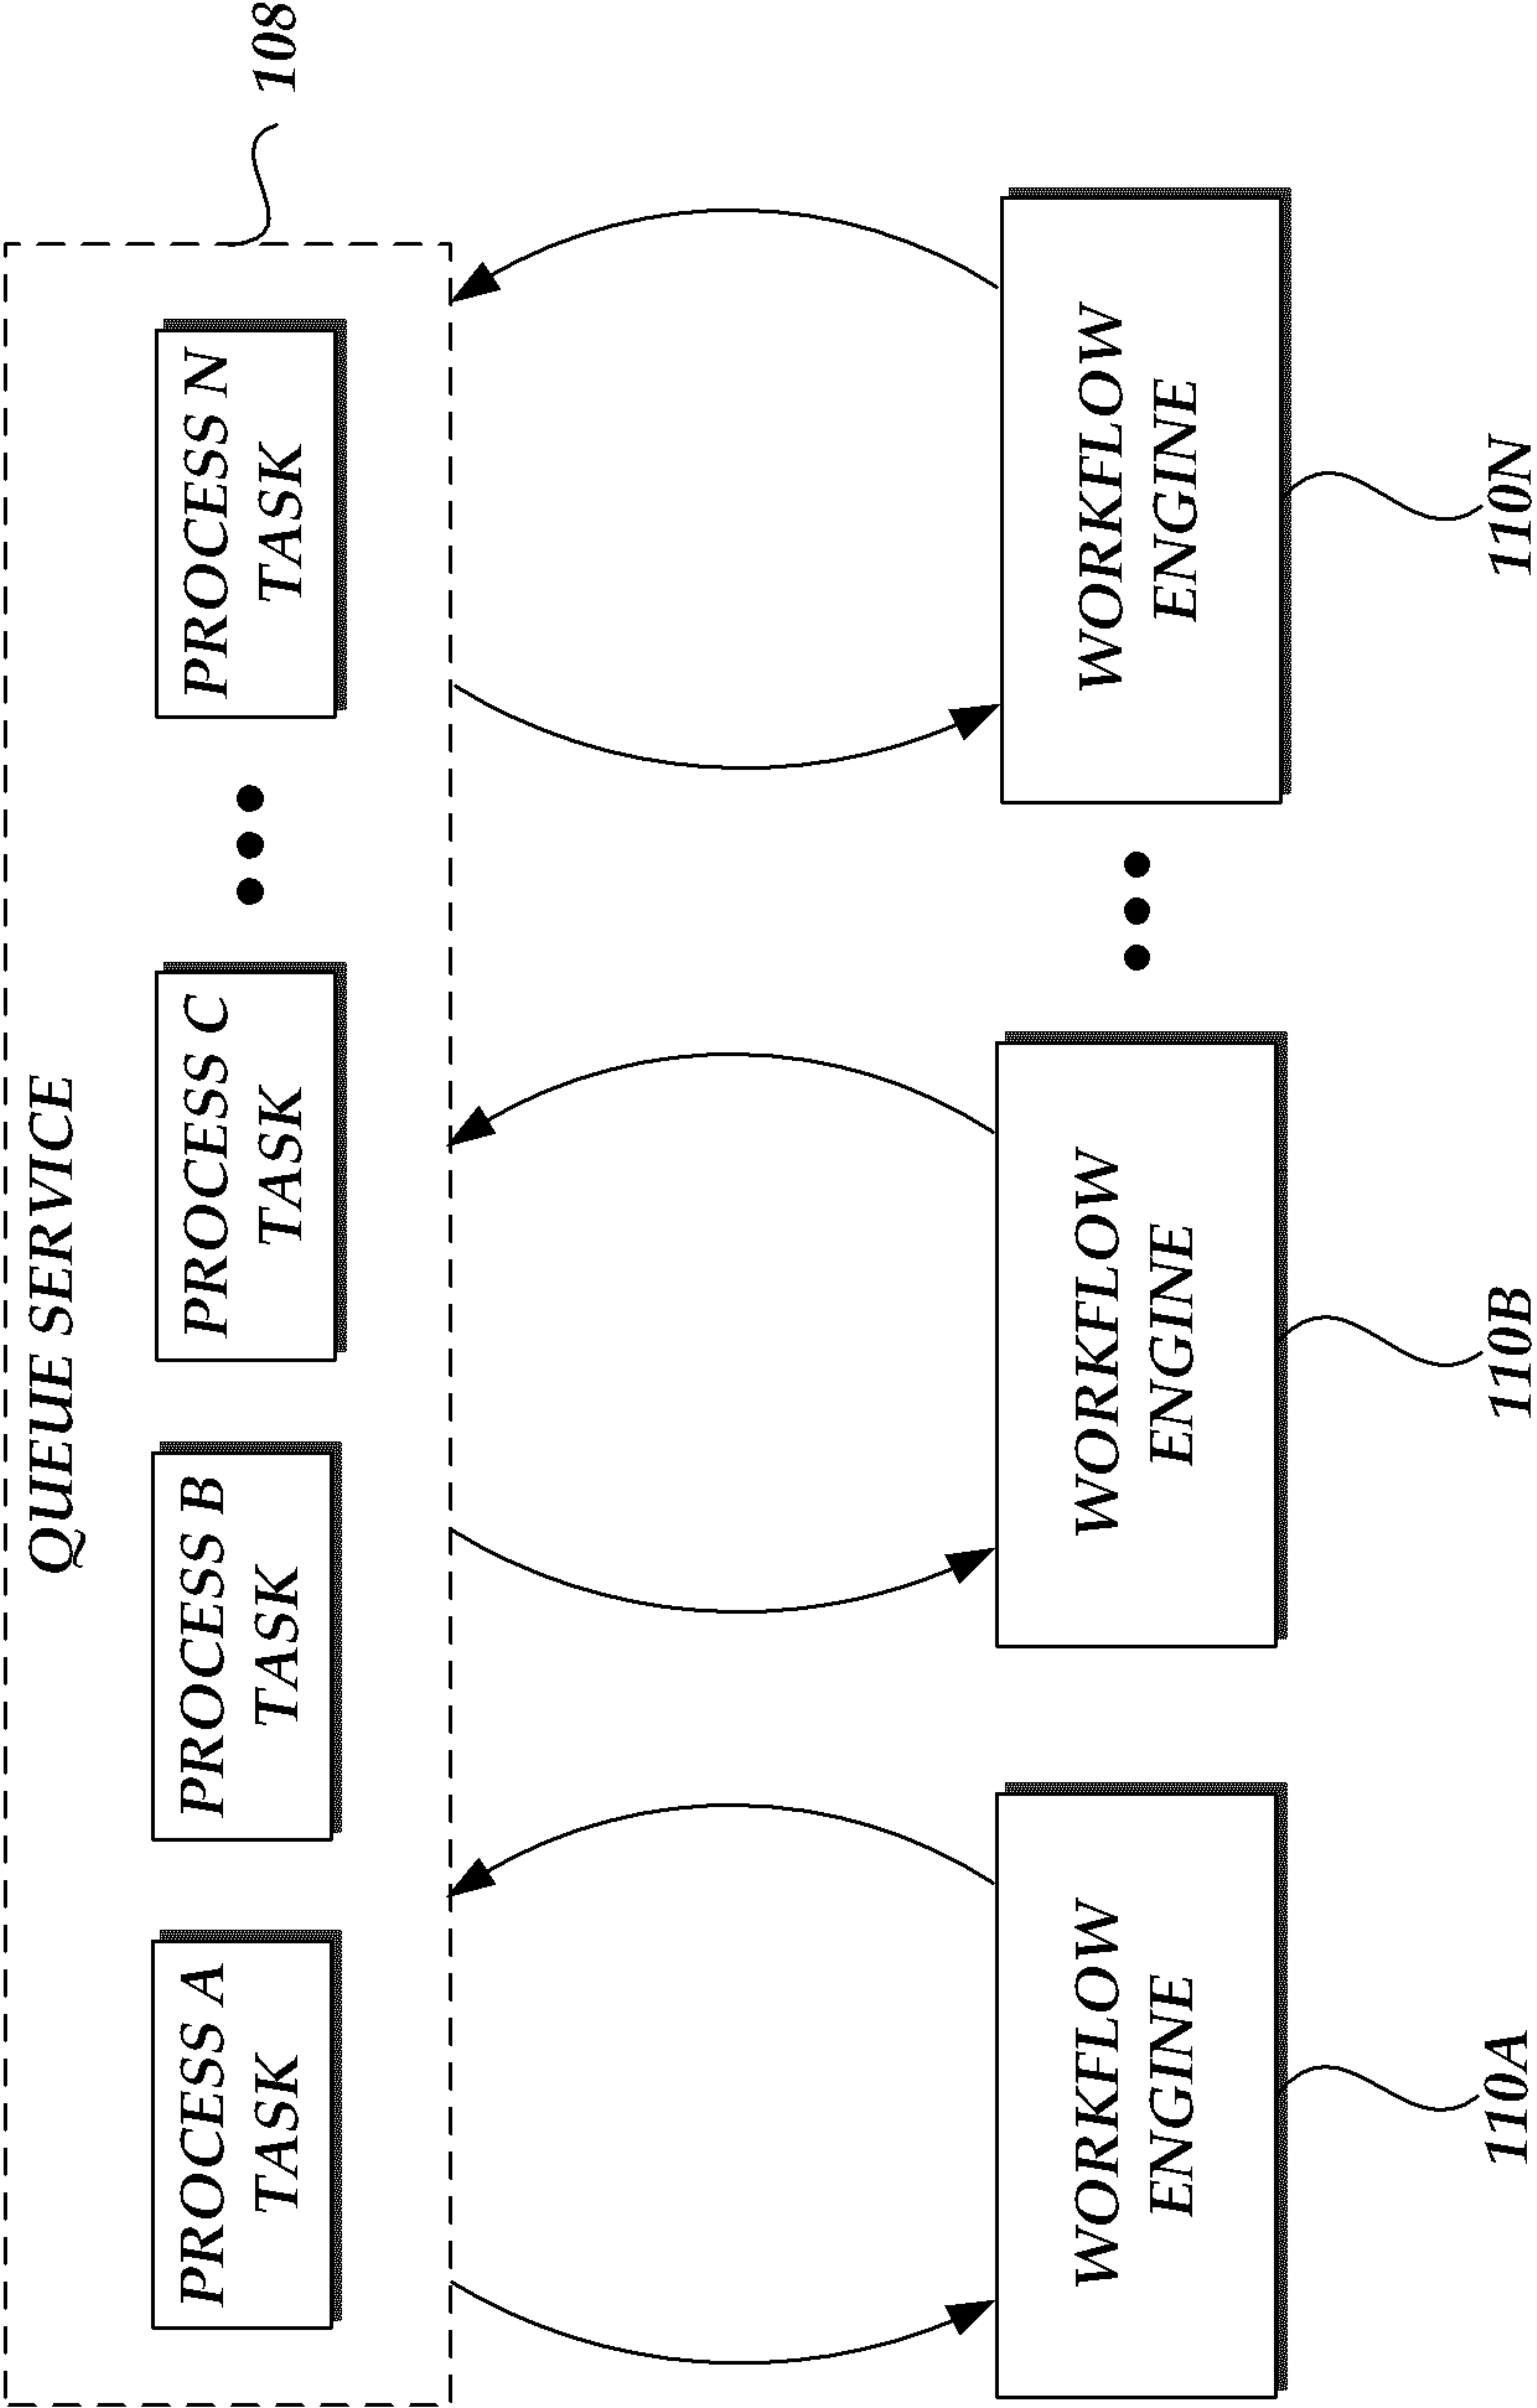 QUEUE SERVICE
108
PROCESS A
TASK
PROCESS B
TASK
PROCESS C
TASK
PROCESS N
TASK
WORKFLOW
ENGINE
WORKFLOW
ENGINE
WORKFLOW
ENGINE
110A
110B
110N